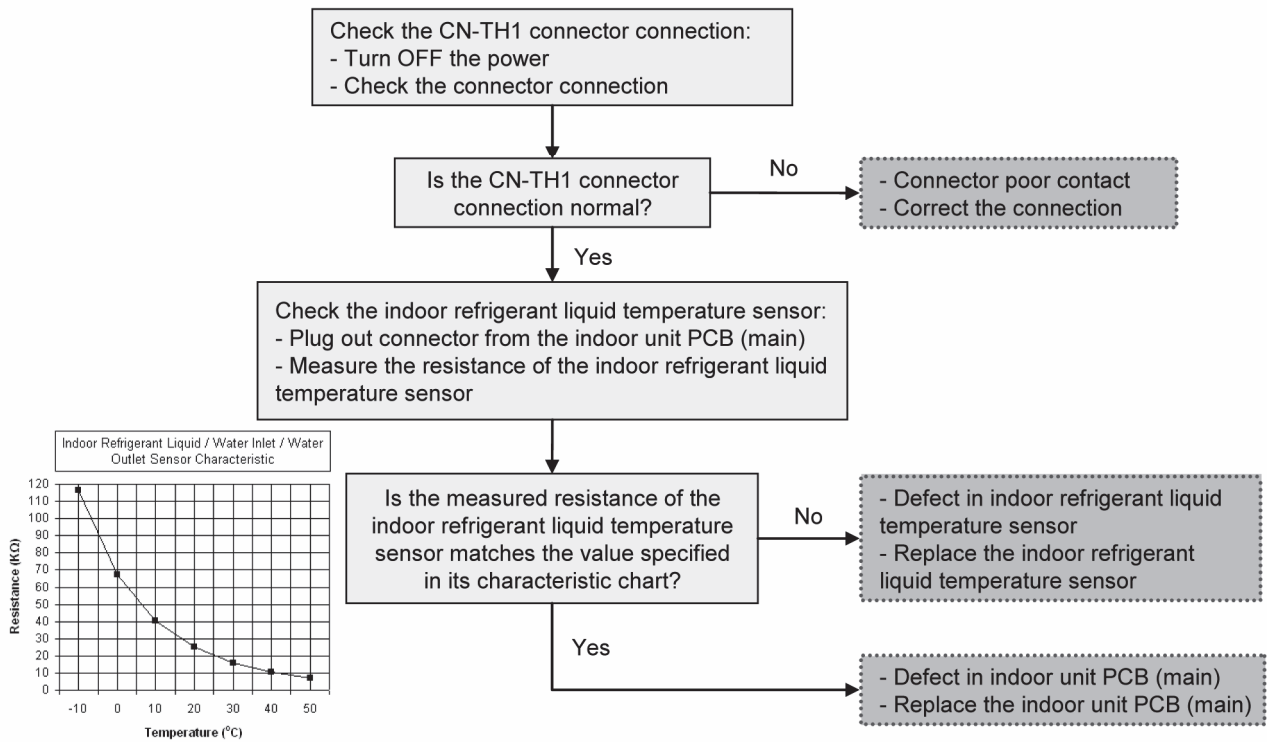 Check the CN-TH1 connector connection:
- Turn OFF the power
- Check the connector connection
Is the CN-TH1 connector
connection normal?
No
- Connector poor contact
- Correct the connection
Yes
Check the indoor refrigerant liquid temperature sensor:
- Plug out connector from the indoor unit PCB (main)
- Measure the resistance of the indoor refrigerant liquid
temperature sensor
Indoor Refrigerant Liquid / Water Inlet / Water
Outlet Sensor Characteristic
Resistance (KΩ)
120
110
100
90
80
70
60
50
40
30
20
10
0
-10 0 10 20 30 40 50
Temperature (°C)
Is the measured resistance of the
indoor refrigerant liquid temperature
sensor matches the value specified
in its characteristic chart?
No
- Defect in indoor refrigerant liquid
temperature sensor
- Replace the indoor refrigerant
liquid temperature sensor
Yes
- Defect in indoor unit PCB (main)
- Replace the indoor unit PCB (main)